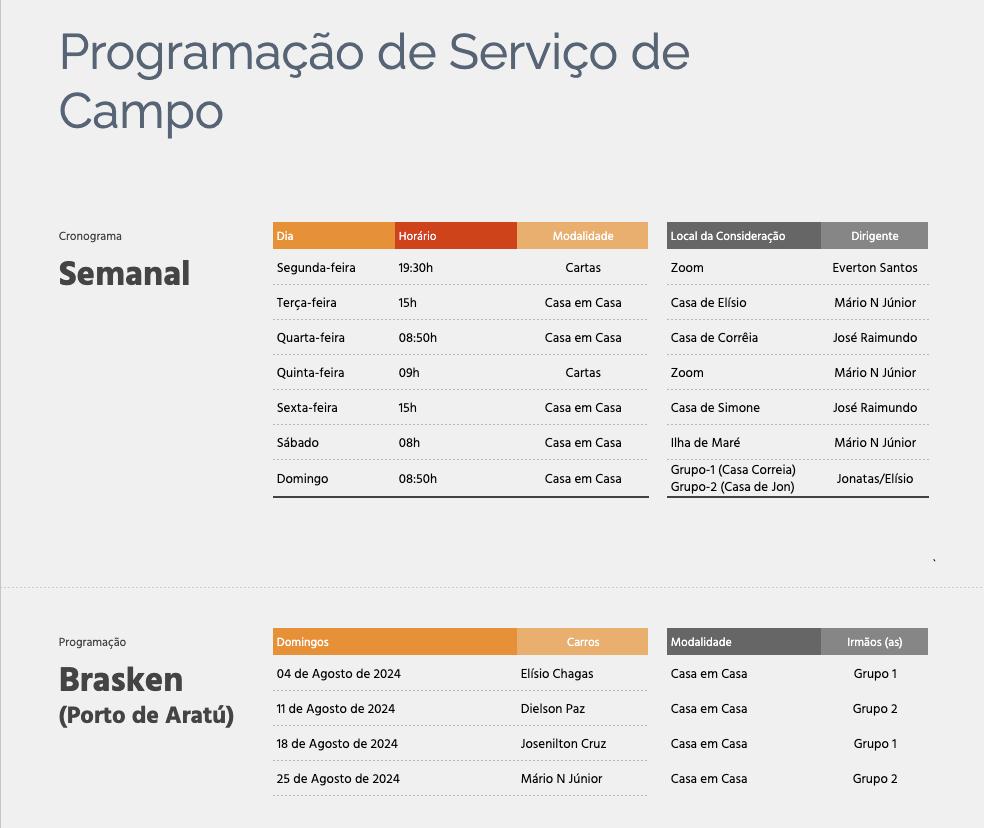 Programação de Serviço de
Campo
Cronograma
Semanal
Dia Horário Modalidade Local da Consideração Dirigente
Segunda-feira 19:30h Cartas Zoom Everton Santos
Terça-feira 15h Casa em Casa Casa de Elísio Mário N Júnior
Quarta-feira 08:50h Casa em Casa Casa de Corrêia José Raimundo
Quinta-feira 09h Cartas Zoom Mário N Júnior
Sexta-feira 15h Casa em Casa Casa de Simone José Raimundo
Sábado 08h Casa em Casa Ilha de Maré Mário N Júnior
Domingo 08:50h Casa em Casa Grupo-1 (Casa Correia) Jonatas/Elísio
Grupo-2 (Casa de Jon)
`
Programação
Brasken
(Porto de Aratú)
Domingos Carros Modalidade Irmãos (as)
04 de Agosto de 2024 Elísio Chagas Casa em Casa Grupo 1
11 de Agosto de 2024 Dielson Paz Casa em Casa Grupo 2
18 de Agosto de 2024 Josenilton Cruz Casa em Casa Grupo 1
25 de Agosto de 2024 Mário N Júnior Casa em Casa Grupo 2